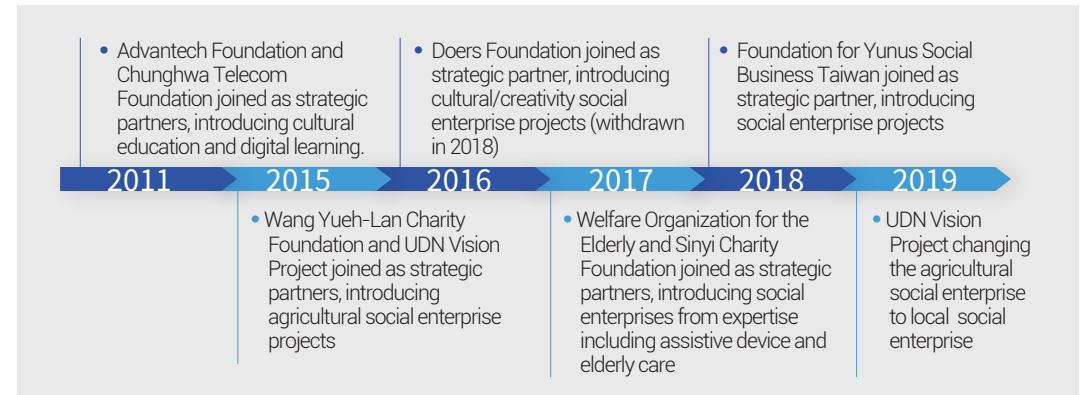 • Advantech Foundation and
Chunghwa Telecom
Foundation joined as strategic
partners, introducing cultural
education and digital learning.
• Doers Foundation joined as
strategic partner, introducing
cultural/creativity social
enterprise projects (withdrawn
in 2018)
• Foundation for Yunus Social
Business Taiwan joined as
strategic partner, introducing
social enterprise projects
2011 2015 2016 2017 2018 2019
• Wang Yueh-Lan Charity
Foundation and UDN Vision
Project joined as strategic
partners, introducing
agricultural social enterprise
projects
• Welfare Organization for the
Elderly and Sinyi Charity
Foundation joined as strategic
partners, introducing social
enterprises from expertise
including assistive device and
elderly care
• UDN Vision
Project changing
the agricultural
social enterprise
to local social
enterprise